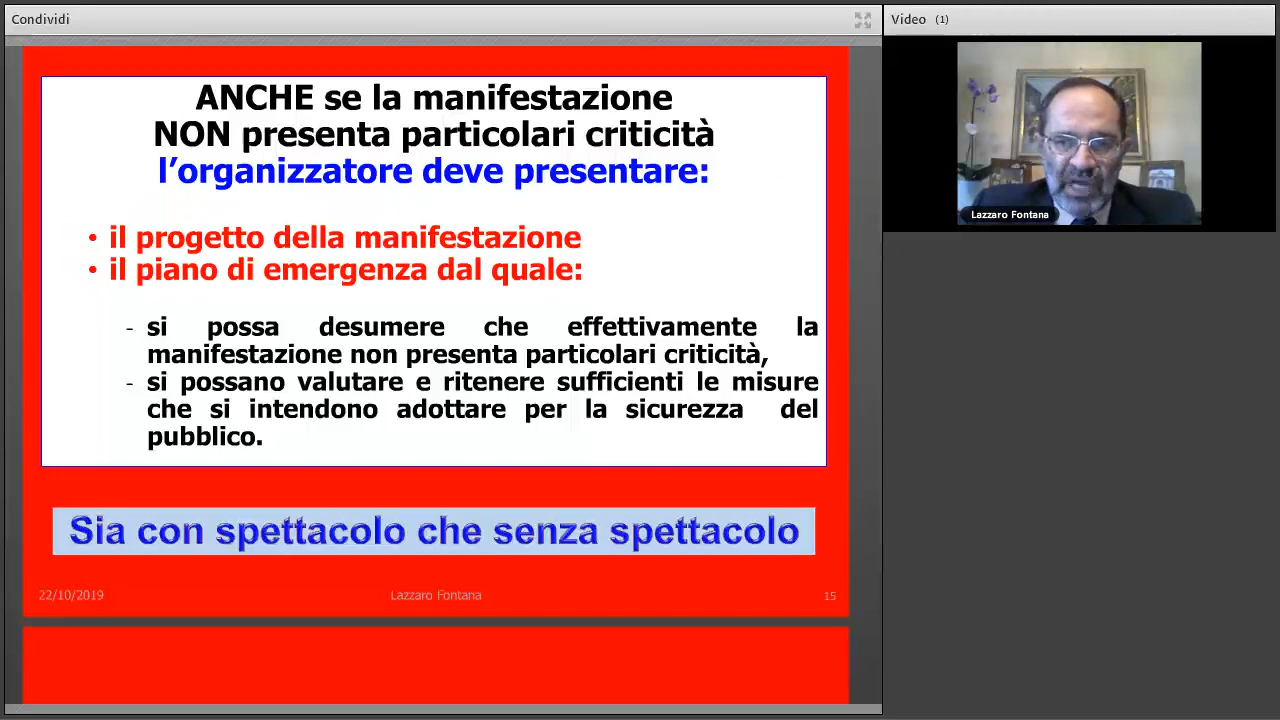 Condividi
Video (1)
ANCHE se la manifestazione
NON presenta particolari criticità
l’organizzatore deve presentare:
• il progetto della manifestazione
• il piano di emergenza dal quale:
- si possa desumere che effettivamente la
manifestazione non presenta particolari criticità,
- si possano valutare e ritenere sufficienti le misure
che si intendono adottare per la sicurezza del
pubblico.
Sia con spettacolo che senza spettacolo
22/10/2019
Lazzaro Fontana
15
Lazzaro Fontana